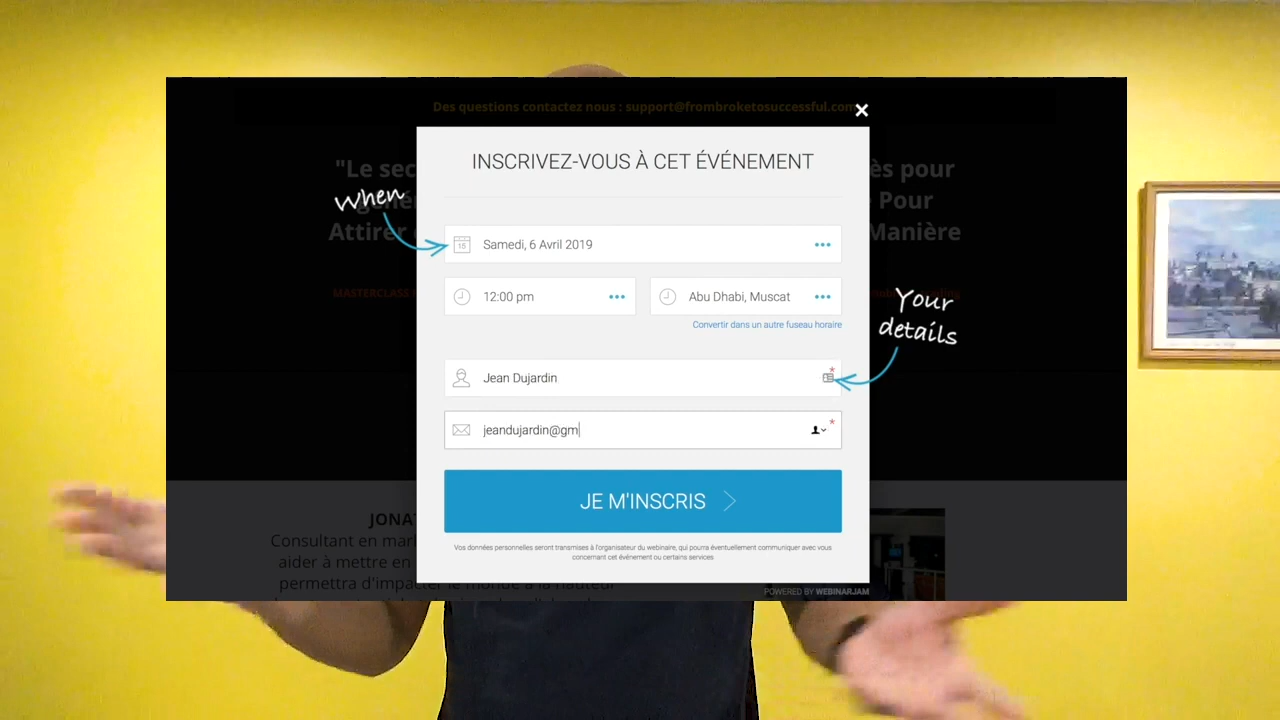 Des questions contactez nous : support@frombroketosuccessful.com
INSCRIVEZ-VOUS À CET ÉVÉNEMENT
"Le
ès pour
When
Pour
Attirer
Manière
15
Samedi, 6 Avril 2019
12:00 pm
Abu Dhabi, Muscat
MASTERCLASS
Convertir dans un autre fuseau horaire
Your
details
Jean Dujardin *
jeandujardin@gm *
JE M'INSCRIS
JONAT
Consultant en mark
aider à mettre en
permettra d'impacter le monde à la hauteur
Vos données personnelles seront transmises à l'organisateur du webinaire, qui pourra éventuellement communiquer avec vous
concernant cet événement ou certains services
POWERED BY WEBINARJAM